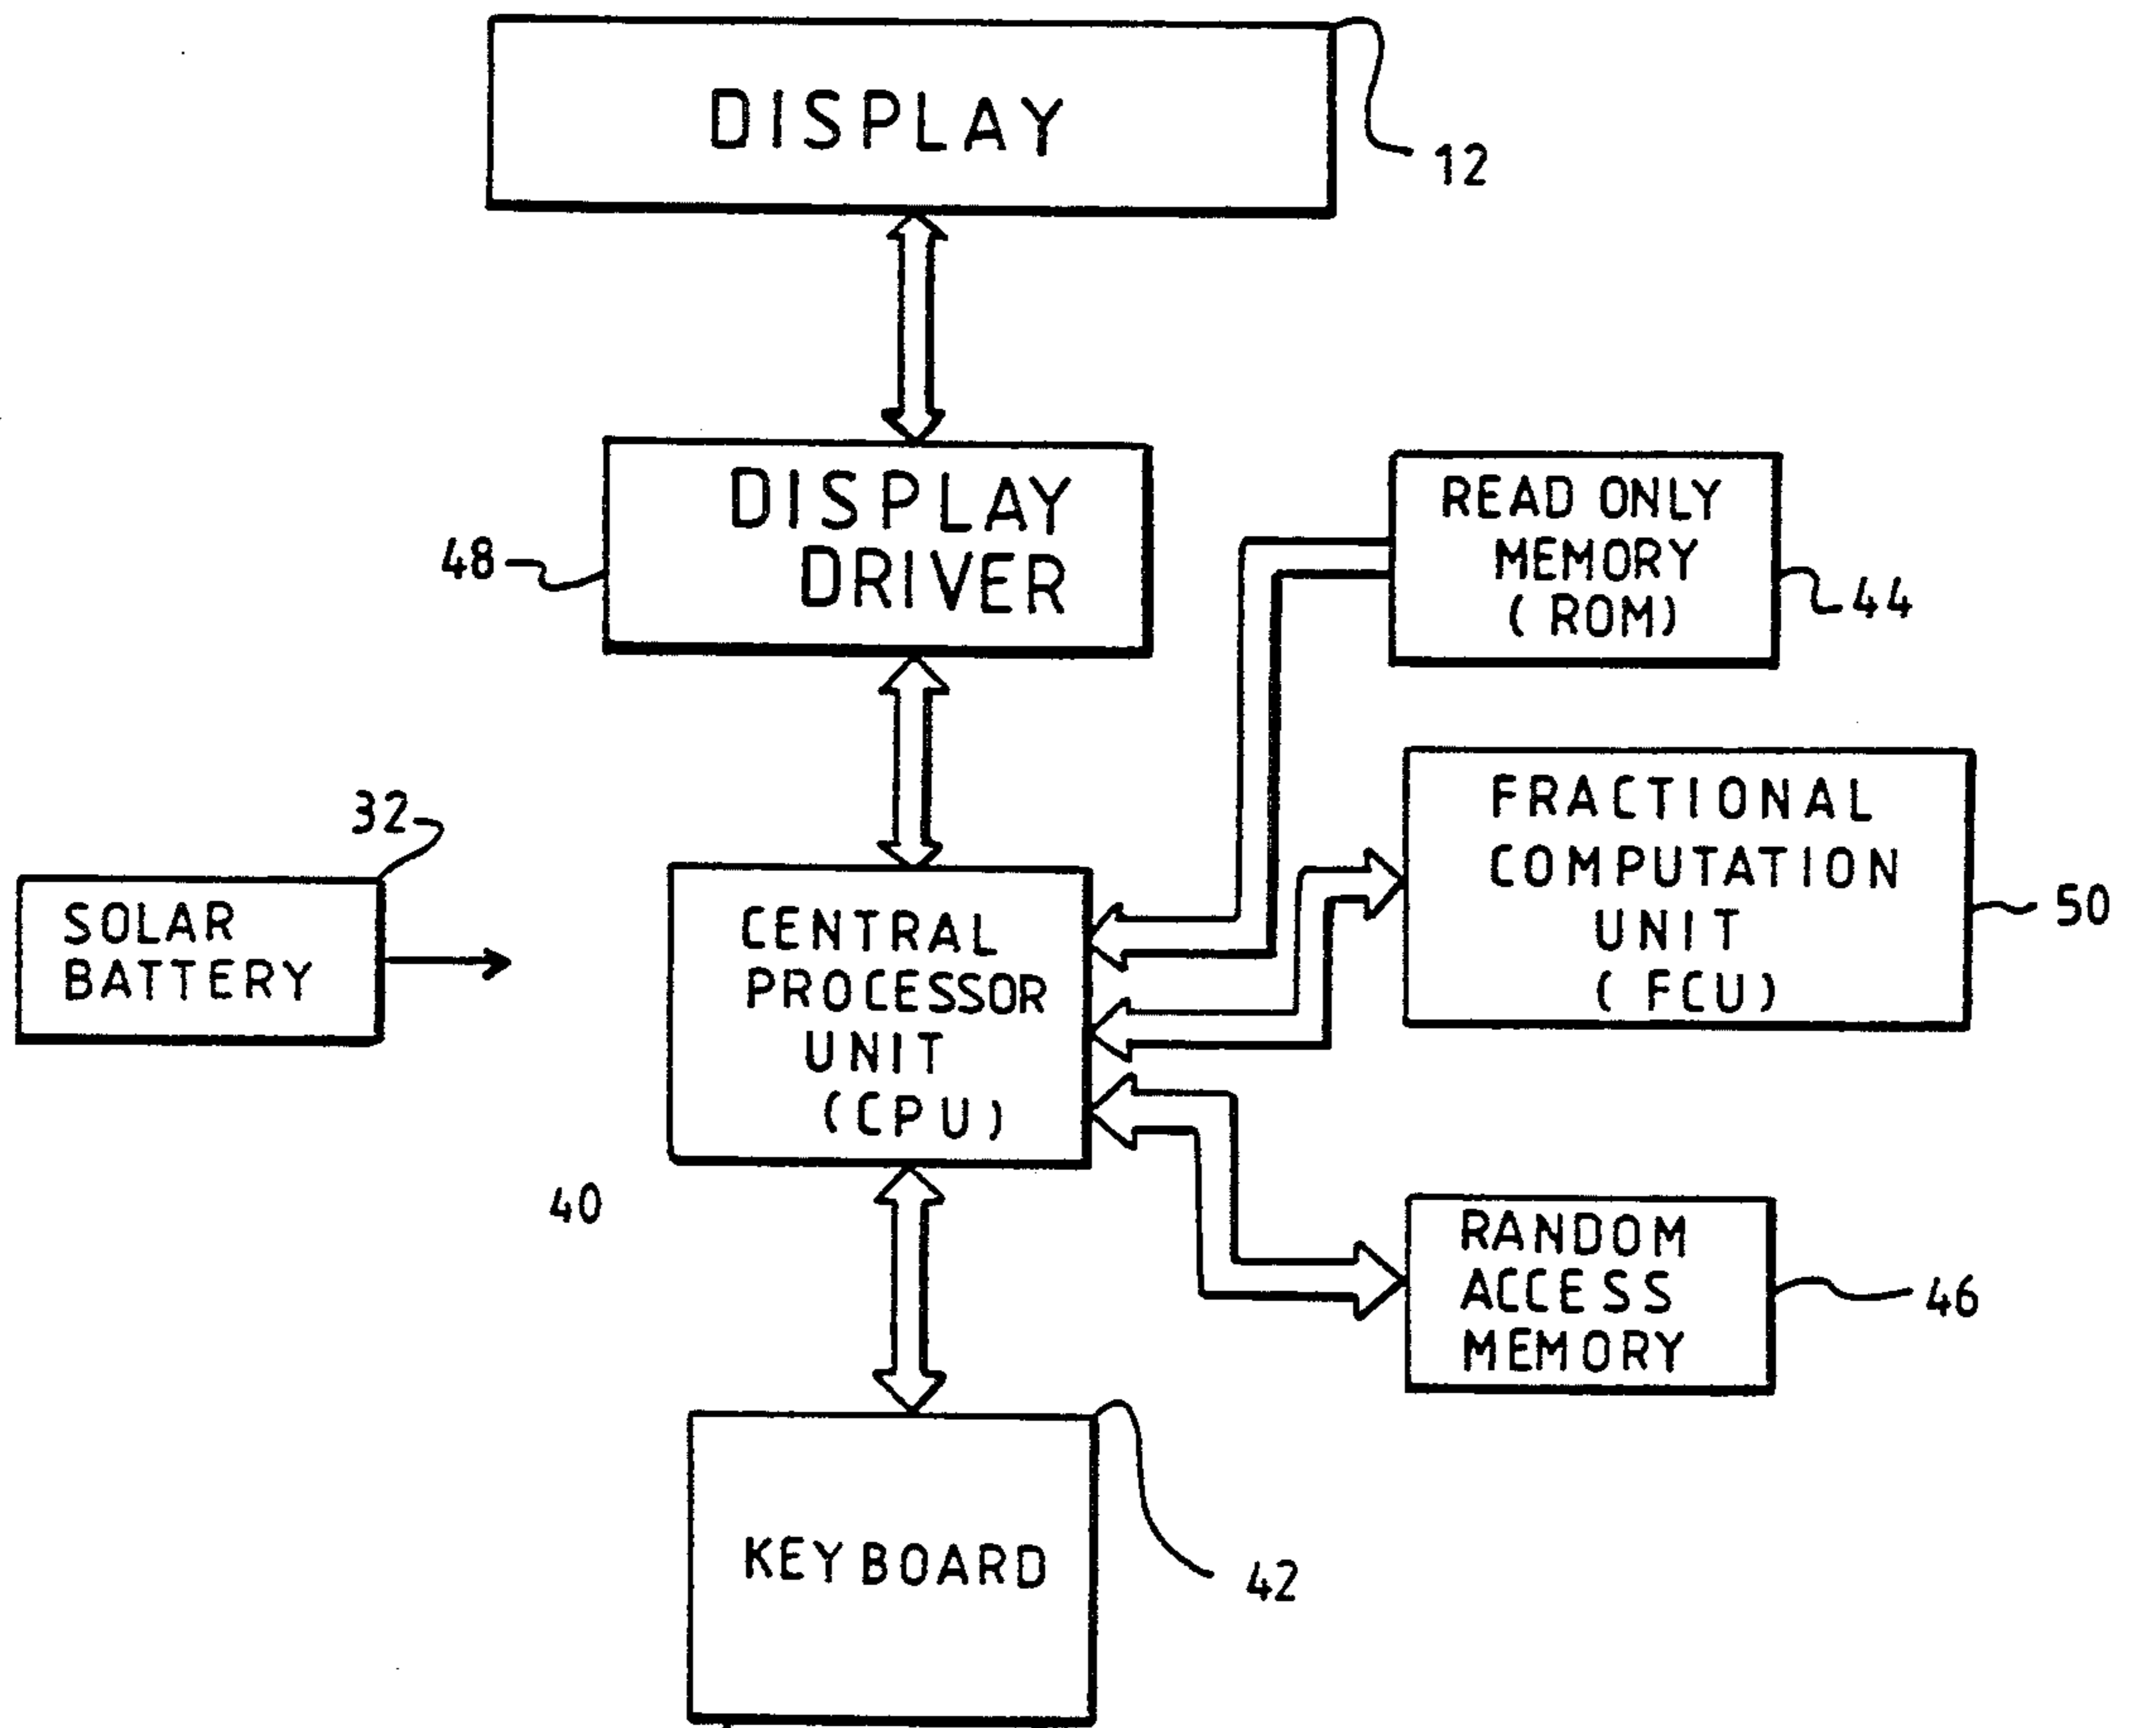 DISPLAY
12
DISPLAY
DRIVER
48
READ ONLY
MEMORY
( ROM )
44
32
SOLAR
BATTERY
CENTRAL
PROCESSOR
UNIT
( CPU )
40
FRACTIONAL
COMPUTATION
UNIT
( FCU )
50
RANDOM
ACCESS
MEMORY
46
KEYBOARD
42